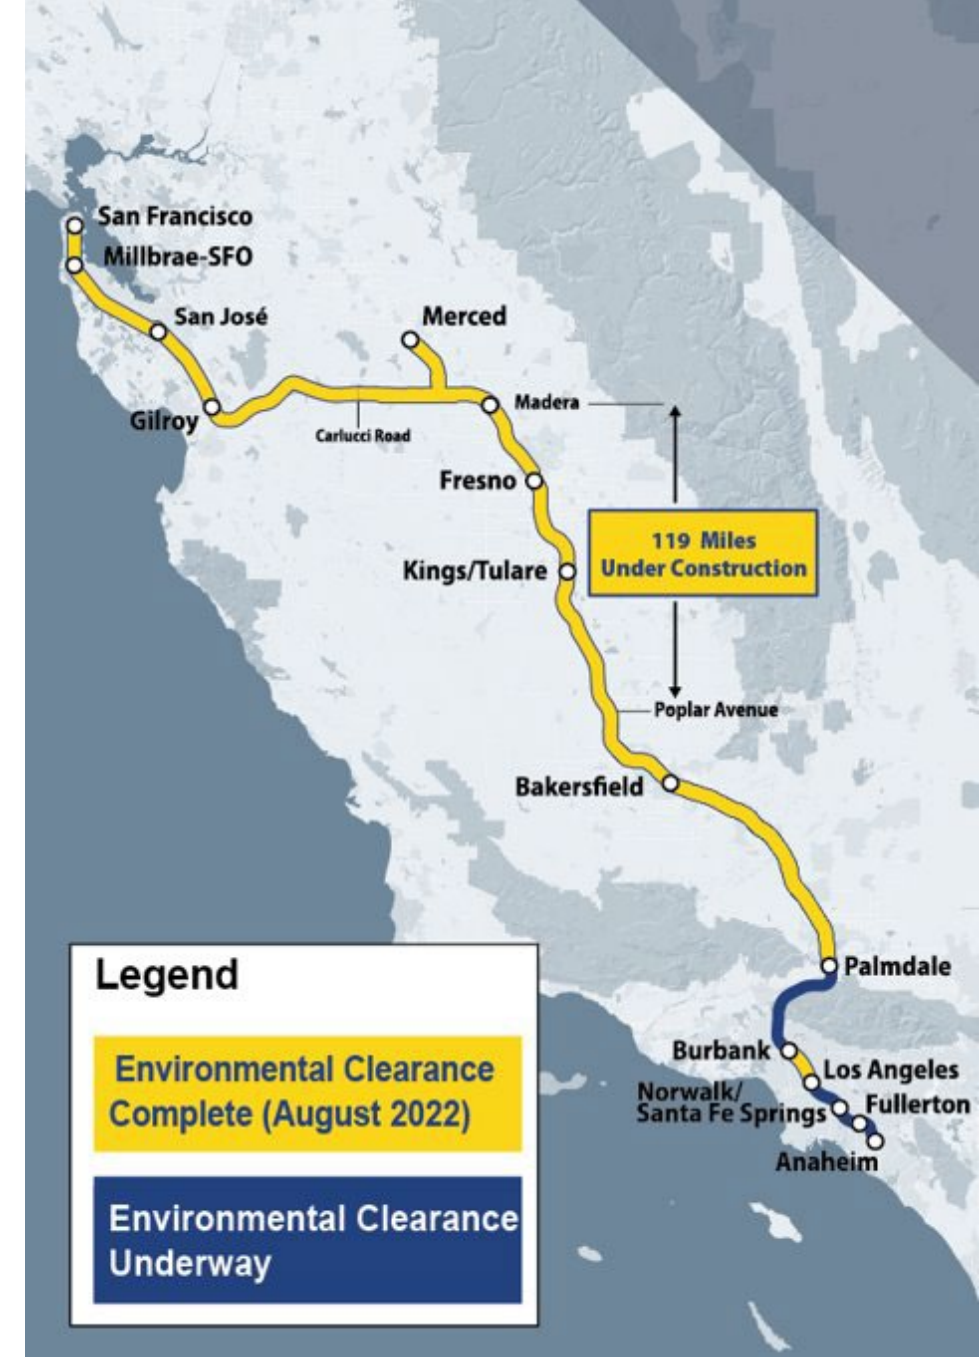 San Francisco
Millbrae-SFO
San José
Merced
Gilroy
Carlucci Road
Madera
Fresno
119 Miles
Under Construction
Kings/Tulare
Poplar Avenue
Bakersfield
Palmdale
Burbank
Los Angeles
Norwalk/
Santa Fe Springs
Fullerton
Anaheim
Legend
Environmental Clearance
Complete (August 2022)
Environmental Clearance
Underway